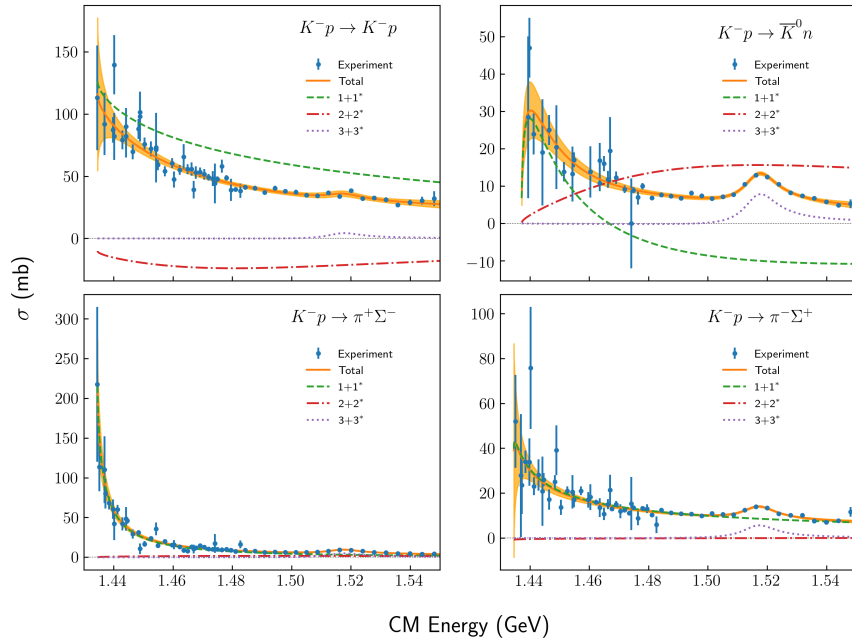 K⁻p → K⁻p
Experiment
Total
1+1*
2+2*
3+3*
150
100
50
0
K⁻p → K̅⁰n
Experiment
Total
1+1*
2+2*
3+3*
50
40
30
20
10
0
−10
σ (mb)
K⁻p → π⁺Σ⁻
Experiment
Total
1+1*
2+2*
3+3*
300
250
200
150
100
50
0
1.44 1.46 1.48 1.50 1.52 1.54
K⁻p → π⁻Σ⁺
Experiment
Total
1+1*
2+2*
3+3*
100
80
60
40
20
0
1.44 1.46 1.48 1.50 1.52 1.54
CM Energy (GeV)